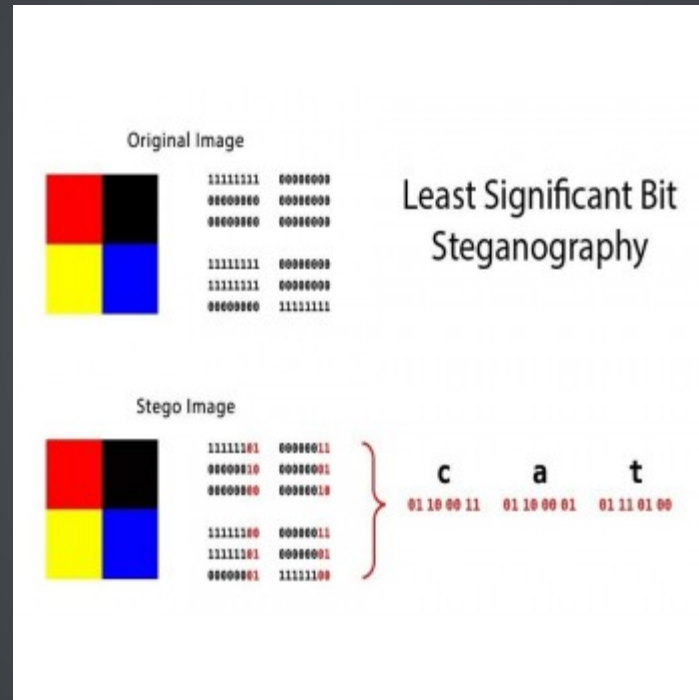 Original Image
11111111 00000000
00000000 00000000
00000000 00000000
11111111 00000000
11111111 00000000
00000000 11111111
Least Significant Bit
Steganography
Stego Image
11111101 00000011
00000010 00000001
00000000 00000010
11111100 00000011
11111101 00000001
00000001 11111100
c a t
01 10 00 11 01 10 00 01 01 11 01 00